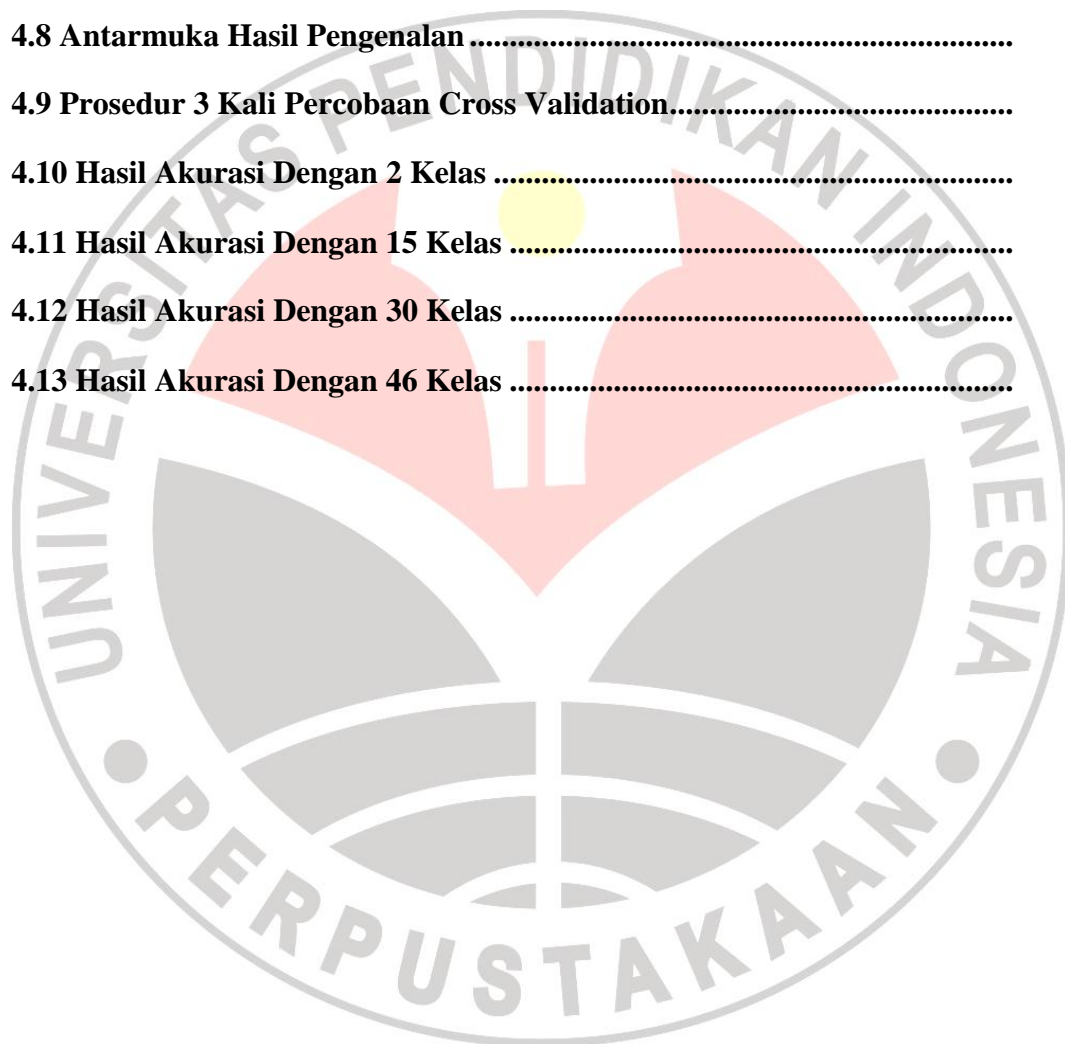 4.8 Antarmuka Hasil Pengenalan ......................................................................
4.9 Prosedur 3 Kali Percobaan Cross Validation............................................
4.10 Hasil Akurasi Dengan 2 Kelas ...................................................................
4.11 Hasil Akurasi Dengan 15 Kelas .................................................................
4.12 Hasil Akurasi Dengan 30 Kelas .................................................................
4.13 Hasil Akurasi Dengan 46 Kelas .................................................................
UNIVERSITAS PENDIDIKAN INDONESIA
PERPUSTAKAAN